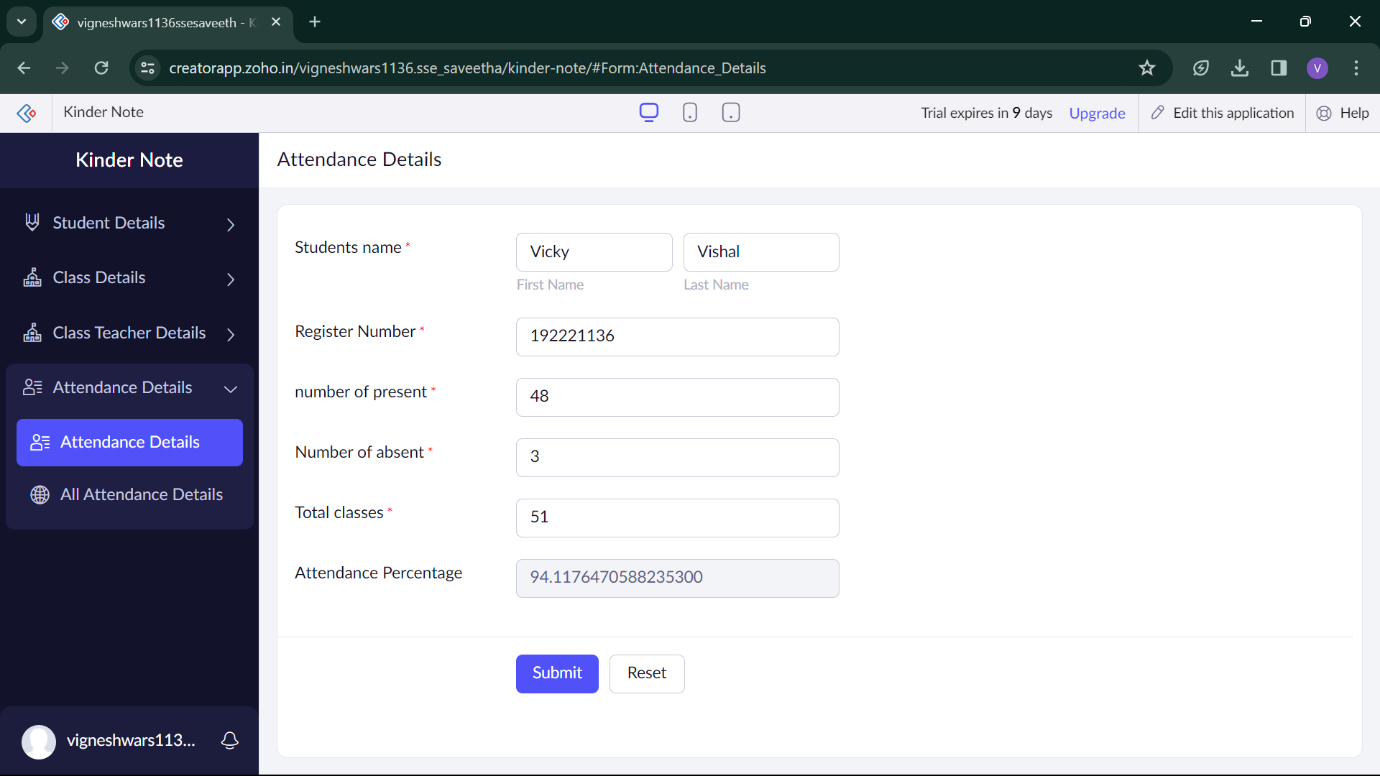 vigneshwars1136ssesaveeth - K
creatorapp.zoho.in/vigneshwars1136.sse_saveetha/kinder-note/#Form:Attendance_Details
V
Kinder Note
Trial expires in 9 days Upgrade Edit this application Help
Kinder Note
Student Details
Class Details
Class Teacher Details
Attendance Details
Attendance Details
All Attendance Details
vigneshwars113...
Attendance Details
Students name * Vicky Vishal
First Name Last Name
Register Number * 192221136
number of present * 48
Number of absent * 3
Total classes * 51
Attendance Percentage 94.1176470588235300
Submit Reset